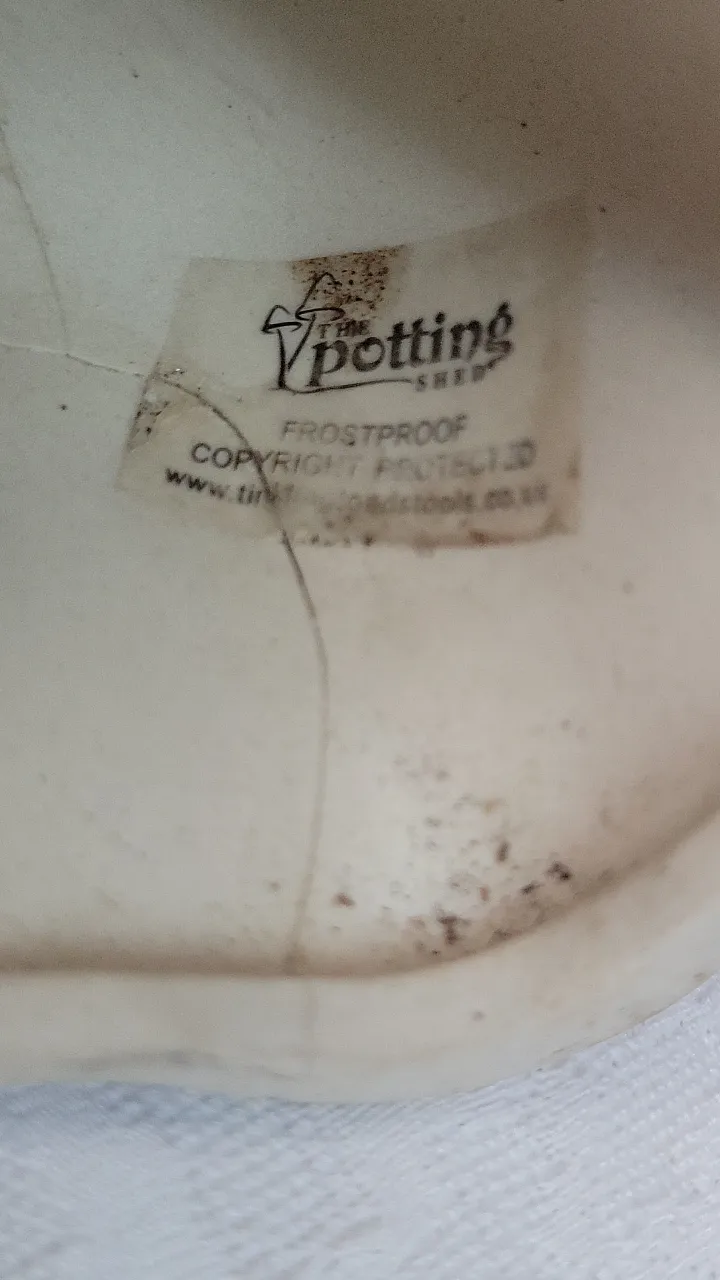 THE
Potting
SHED
FROSTPROOF
COPYRIGHT PROTECTED